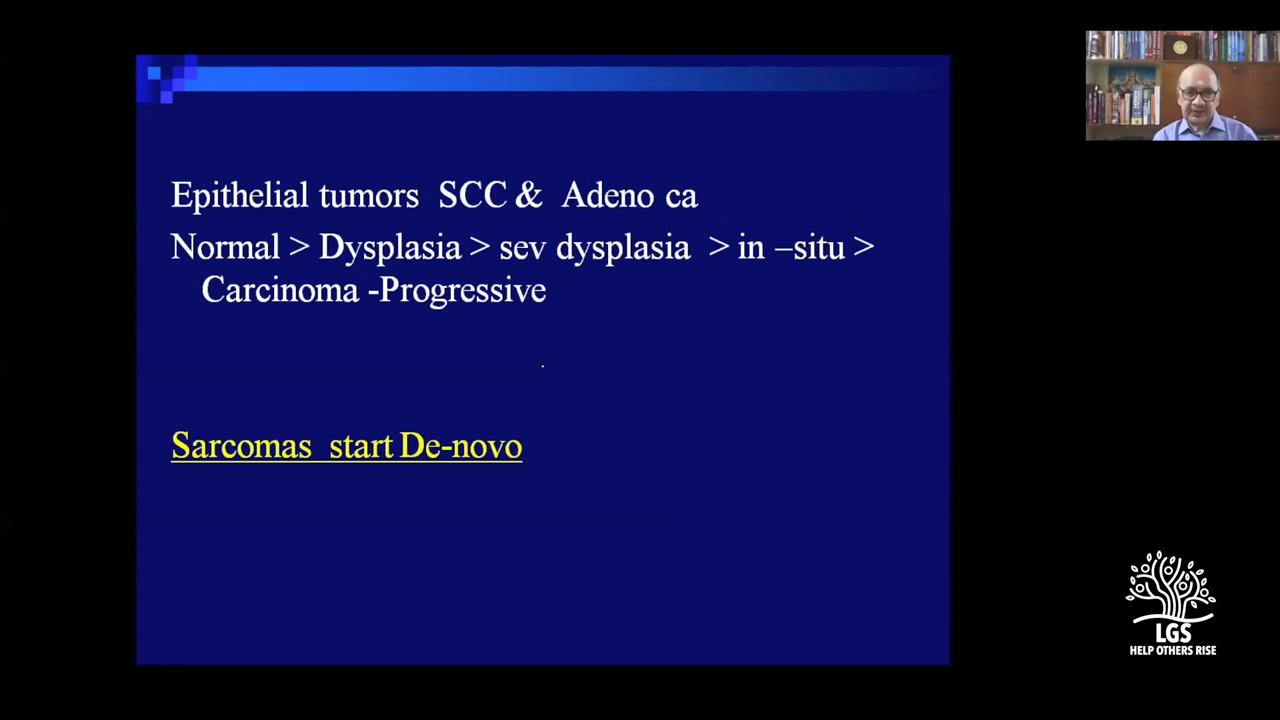 Epithelial tumors SCC & Adeno ca
Normal > Dysplasia > sev dysplasia > in –situ >
Carcinoma -Progressive
Sarcomas start De-novo
LGS
HELP OTHERS RISE